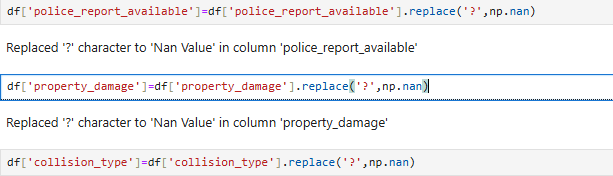 df['police_report_available']=df['police_report_available'].replace('?',np.nan)
Replaced '?' character to 'Nan Value' in column 'police_report_available'
df['property_damage']=df['property_damage'].replace('?',np.nan)
Replaced '?' character to 'Nan Value' in column 'property_damage'
df['collision_type']=df['collision_type'].replace('?',np.nan)